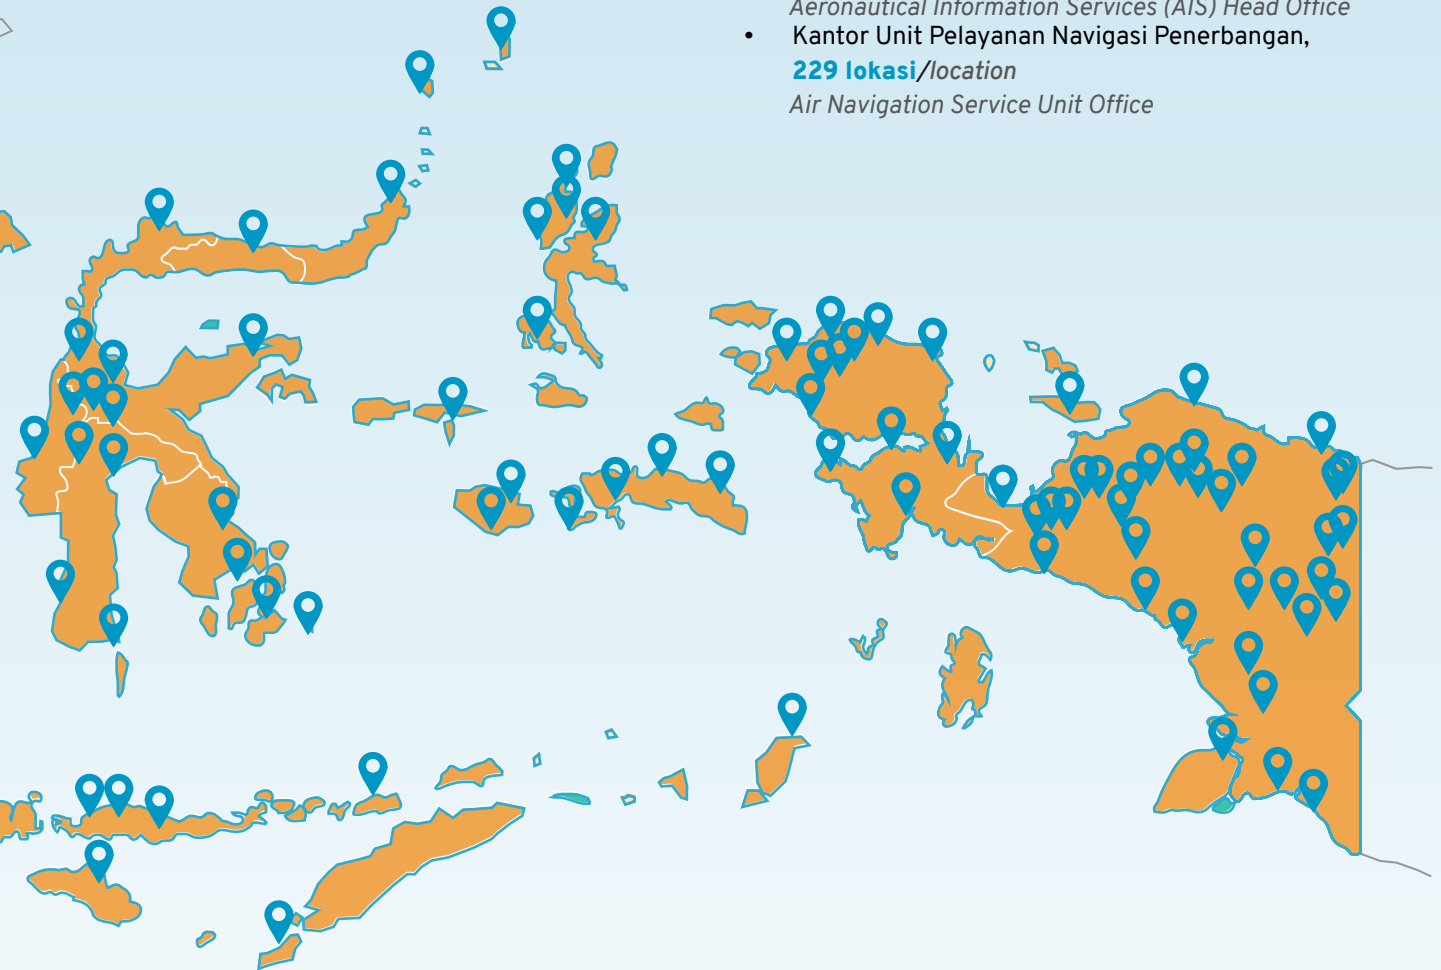 Aeronautical Information Services (AIS) Head Office
• Kantor Unit Pelayanan Navigasi Penerbangan,
229 lokasi/location
Air Navigation Service Unit Office